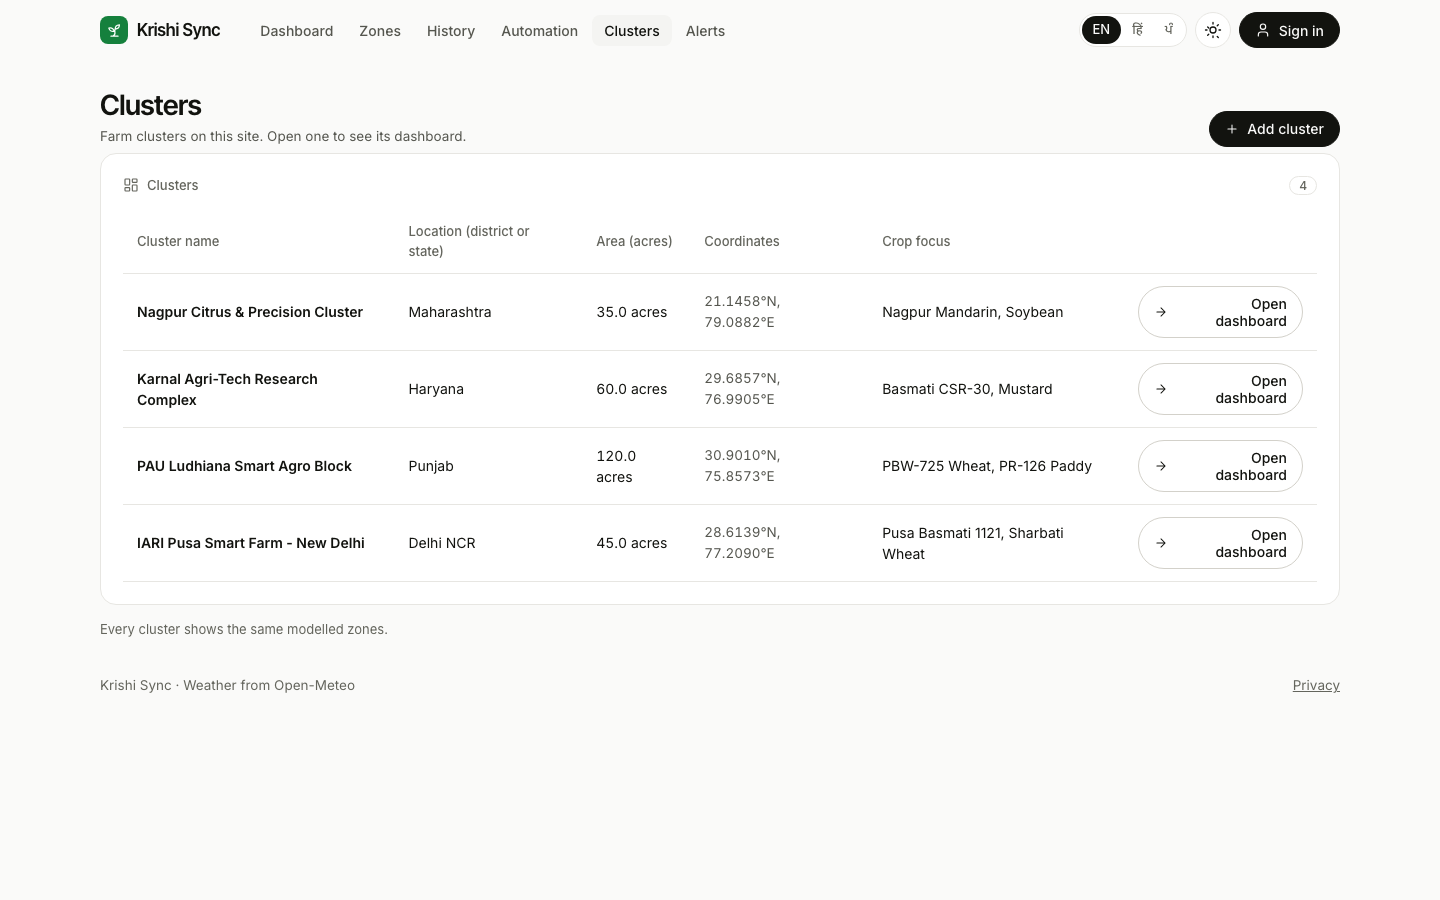 Krishi Sync
Dashboard
Zones
History
Automation
Clusters
Alerts
EN
हिं
ਪੰ
Sign in
Clusters
Farm clusters on this site. Open one to see its dashboard.
Add cluster
Clusters
4
Cluster name
Location (district or
state)
Area (acres)
Coordinates
Crop focus
Nagpur Citrus & Precision Cluster
Maharashtra
35.0 acres
21.1458°N,
79.0882°E
Nagpur Mandarin, Soybean
Open
dashboard
Karnal Agri-Tech Research
Complex
Haryana
60.0 acres
29.6857°N,
76.9905°E
Basmati CSR-30, Mustard
Open
dashboard
PAU Ludhiana Smart Agro Block
Punjab
120.0
acres
30.9010°N,
75.8573°E
PBW-725 Wheat, PR-126 Paddy
Open
dashboard
IARI Pusa Smart Farm - New Delhi
Delhi NCR
45.0 acres
28.6139°N,
77.2090°E
Pusa Basmati 1121, Sharbati
Wheat
Open
dashboard
Every cluster shows the same modelled zones.
Krishi Sync · Weather from Open-Meteo
Privacy